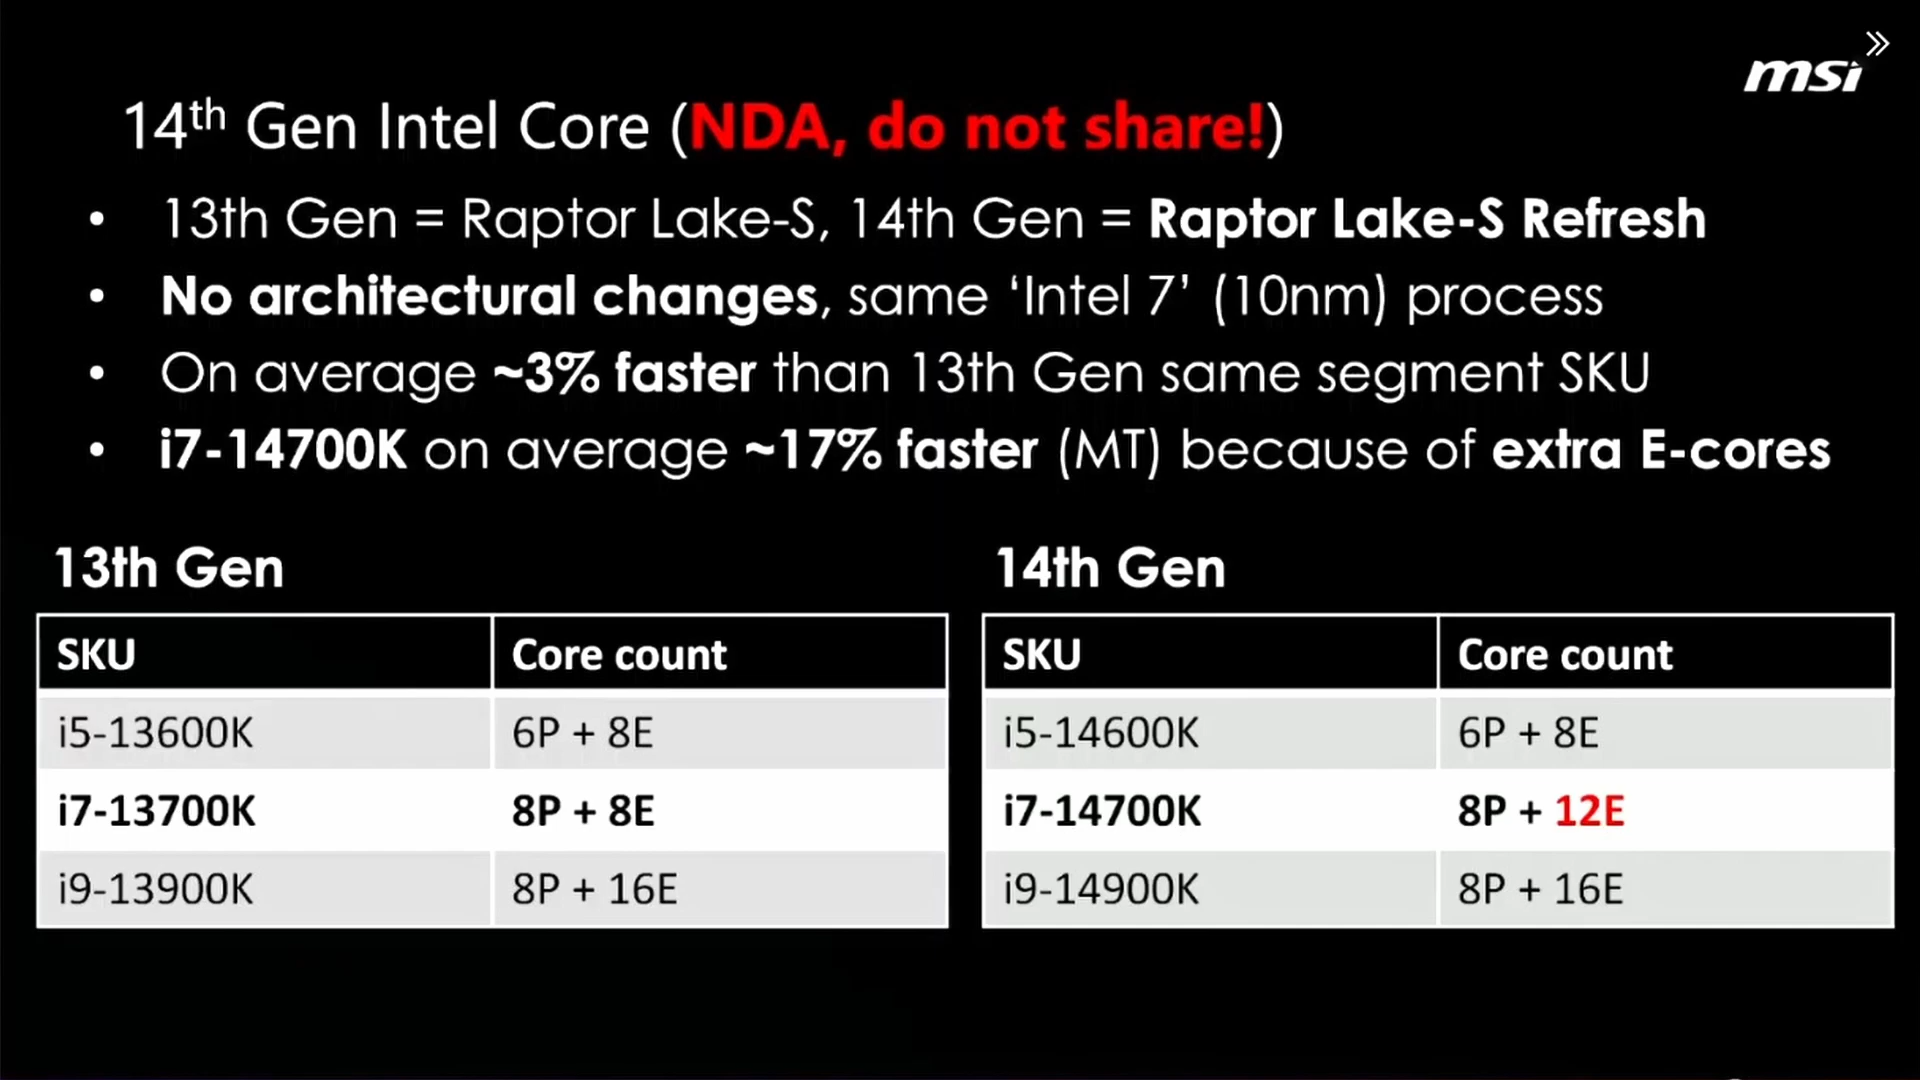 msi
14th Gen Intel Core (NDA, do not share!)
• 13th Gen = Raptor Lake-S, 14th Gen = Raptor Lake-S Refresh
• No architectural changes, same ‘Intel 7’ (10nm) process
• On average ~3% faster than 13th Gen same segment SKU
• i7-14700K on average ~17% faster (MT) because of extra E-cores
13th Gen
SKU Core count
i5-13600K 6P + 8E
i7-13700K 8P + 8E
i9-13900K 8P + 16E
14th Gen
SKU Core count
i5-14600K 6P + 8E
i7-14700K 8P + 12E
i9-14900K 8P + 16E